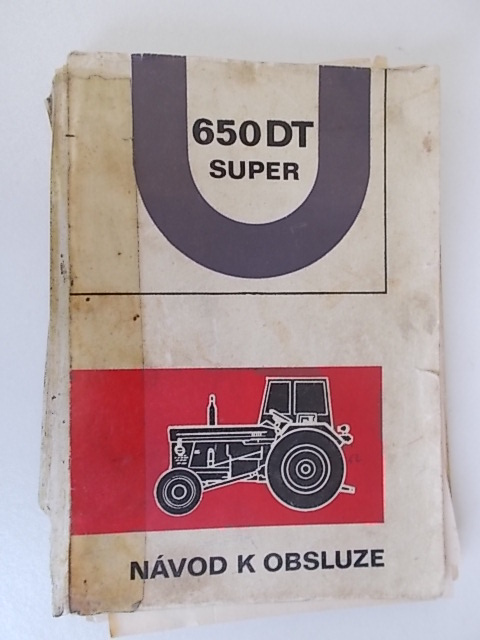 U
650 DT
SUPER
NÁVOD K OBSLUZE